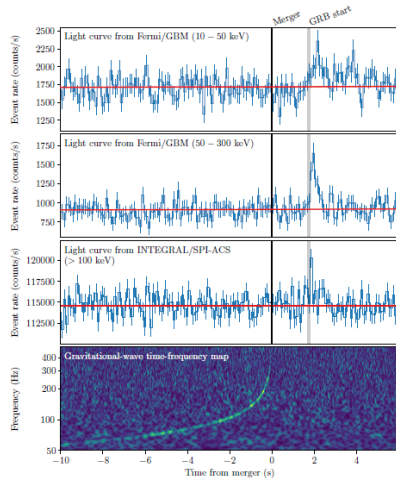 Merger
GRB start
Light curve from Fermi/GBM (10 − 50 keV)
2500
2250
2000
1750
1500
1250
Event rate (counts/s)
Light curve from Fermi/GBM (50 − 300 keV)
1750
1500
1250
1000
750
Event rate (counts/s)
Light curve from INTEGRAL/SPI-ACS
(> 100 keV)
120000
117500
115000
112500
Event rate (counts/s)
Gravitational-wave time-frequency map
400
300
200
100
50
Frequency (Hz)
−10
−8
−6
−4
−2
0
2
4
Time from merger (s)